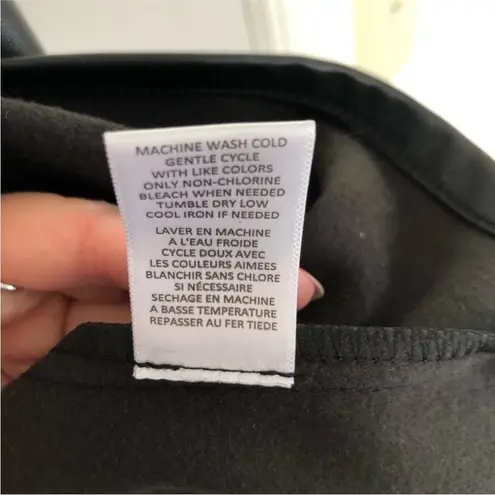 MACHINE WASH COLD
GENTLE CYCLE
WITH LIKE COLORS
ONLY NON-CHLORINE
BLEACH WHEN NEEDED
TUMBLE DRY LOW
COOL IRON IF NEEDED
LAVER EN MACHINE
A L'EAU FROIDE
CYCLE DOUX AVEC
LES COULEURS AIMEES
BLANCHIR SANS CHLORE
SI NÉCESSAIRE
SECHAGE EN MACHINE
A BASSE TEMPERATURE
REPASSER AU FER TIEDE